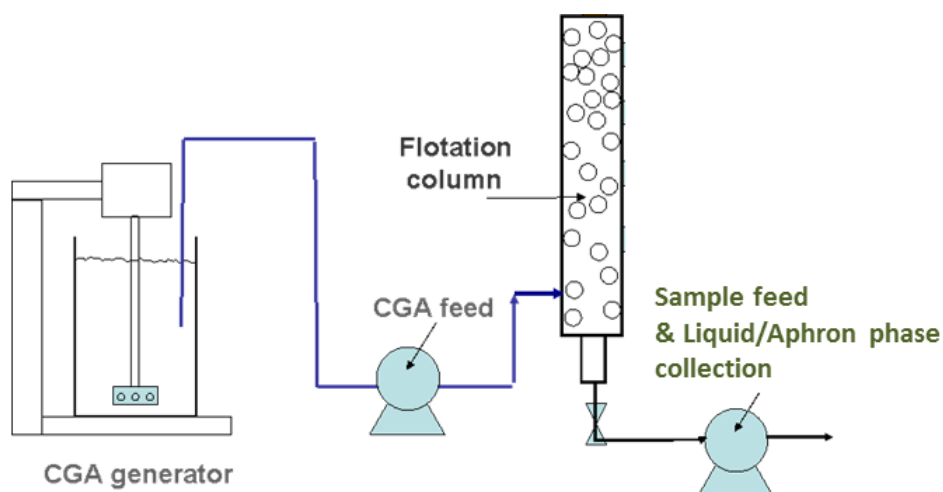 Flotation
column
CGA feed
Sample feed
& Liquid/Aphron phase
collection
CGA generator